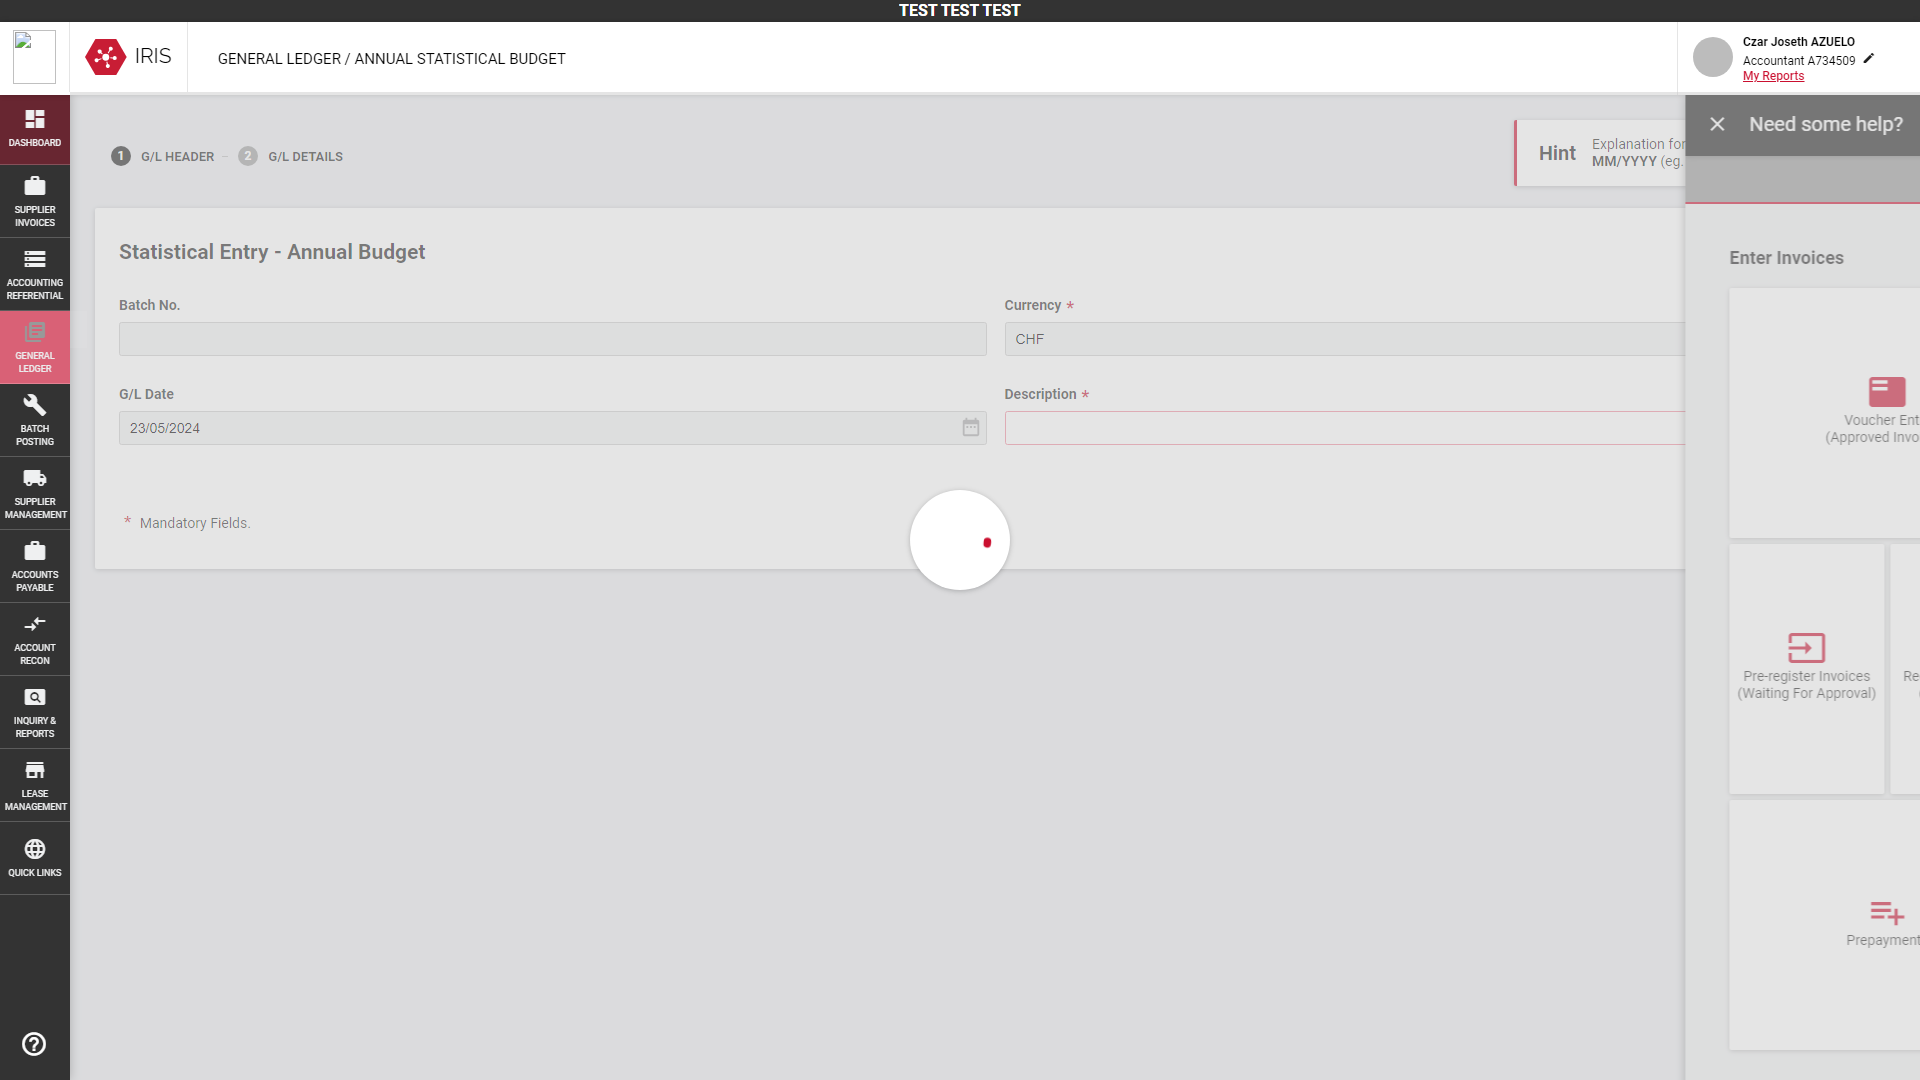 TEST TEST TEST
IRIS
GENERAL LEDGER / ANNUAL STATISTICAL BUDGET
Czar Joseth AZUELO
Accountant A734509
My Reports
DASHBOARD
SUPPLIER
INVOICES
ACCOUNTING
REFERENTIAL
GENERAL
LEDGER
BATCH
POSTING
SUPPLIER
MANAGEMENT
ACCOUNTS
PAYABLE
ACCOUNT
RECON
INQUIRY &
REPORTS
LEASE
MANAGEMENT
QUICK LINKS
1 G/L HEADER 2 G/L DETAILS
Hint
Explanation for
MM/YYYY (eg.
Statistical Entry - Annual Budget
Batch No.
Currency *
CHF
G/L Date
23/05/2024
Description *
* Mandatory Fields.
Need some help?
Enter Invoices
Voucher Ent
(Approved Invo
Pre-register Invoices
(Waiting For Approval)
Re
Prepayment